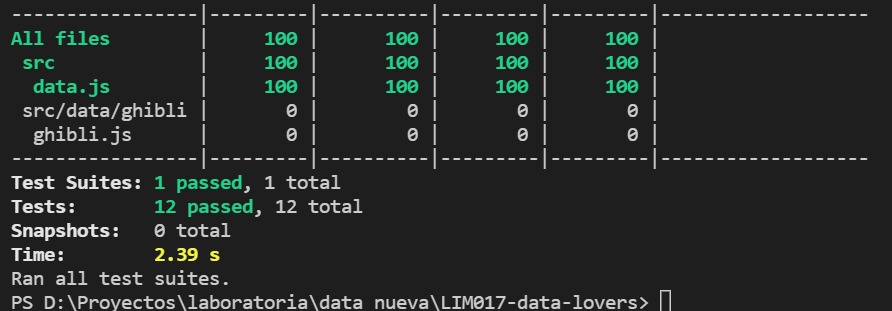 -----------------|---------|----------|---------|---------|-------------------
All files        |     100 |      100 |     100 |     100 |
 src             |     100 |      100 |     100 |     100 |
  data.js        |     100 |      100 |     100 |     100 |
 src/data/ghibli |       0 |        0 |       0 |       0 |
  ghibli.js      |       0 |        0 |       0 |       0 |
-----------------|---------|----------|---------|---------|-------------------
Test Suites: 1 passed, 1 total
Tests:       12 passed, 12 total
Snapshots:   0 total
Time:        2.39 s
Ran all test suites.
PS D:\Proyectos\laboratoria\data nueva\LIM017-data-lovers>